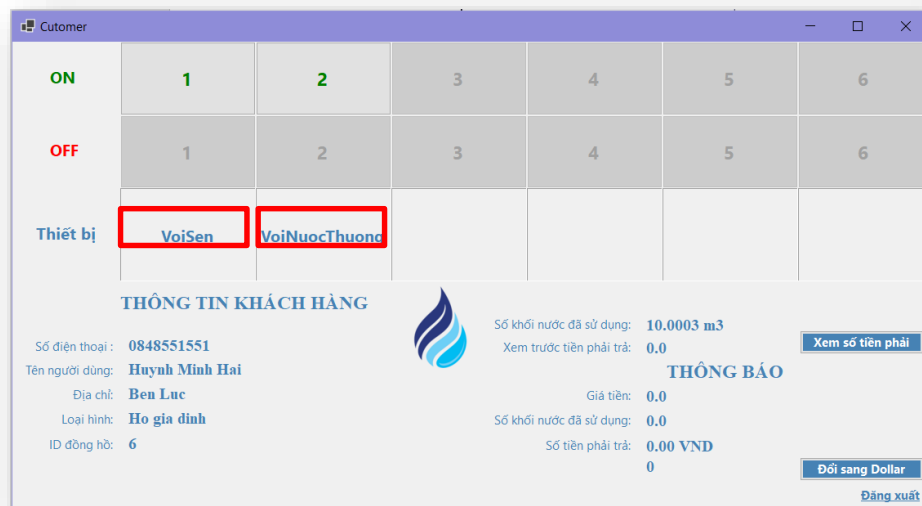 Cutomer
ON 1 2 3 4 5 6
OFF 1 2 3 4 5 6
Thiết bị VoiSen VoiNuocThuong
THÔNG TIN KHÁCH HÀNG
Số điện thoại : 0848551551
Tên người dùng: Huynh Minh Hai
Địa chỉ: Ben Luc
Loại hình: Ho gia dinh
ID đồng hồ: 6
Số khối nước đã sử dụng: 10.0003 m3
Xem trước tiền phải trả: 0.0
Xem số tiền phải
THÔNG BÁO
Giá tiền: 0.0
Số khối nước đã sử dụng: 0.0
Số tiền phải trả: 0.00 VND
0
Đổi sang Dollar
Đăng xuất